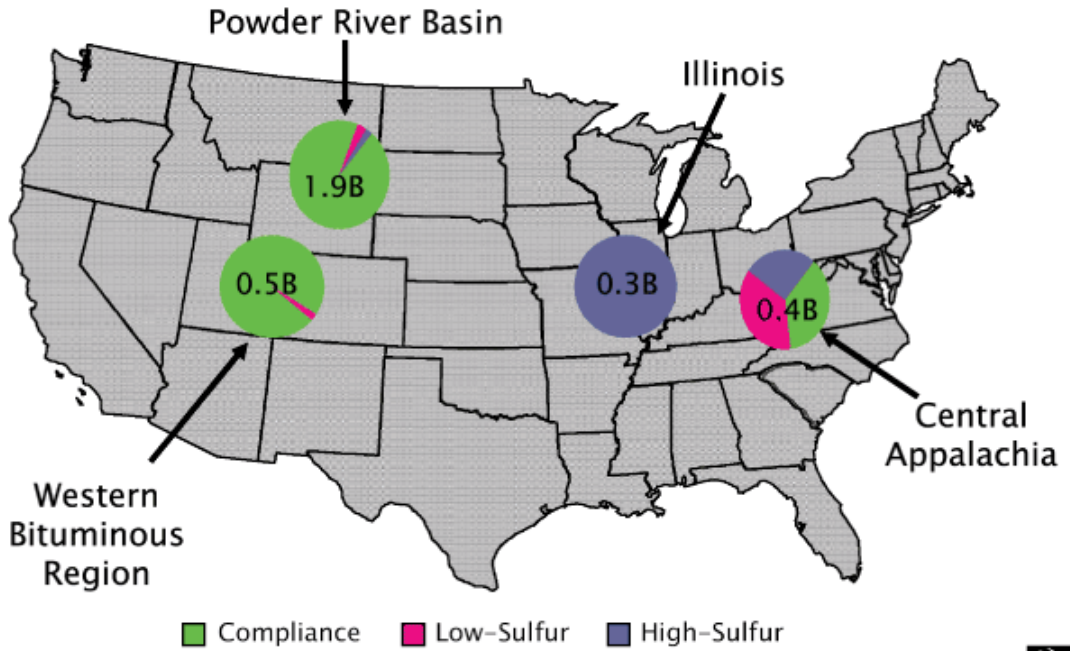 Powder River Basin
Illinois
1.9B
0.5B
0.3B
0.4B
Central
Appalachia
Western
Bituminous
Region
Compliance
Low-Sulfur
High-Sulfur